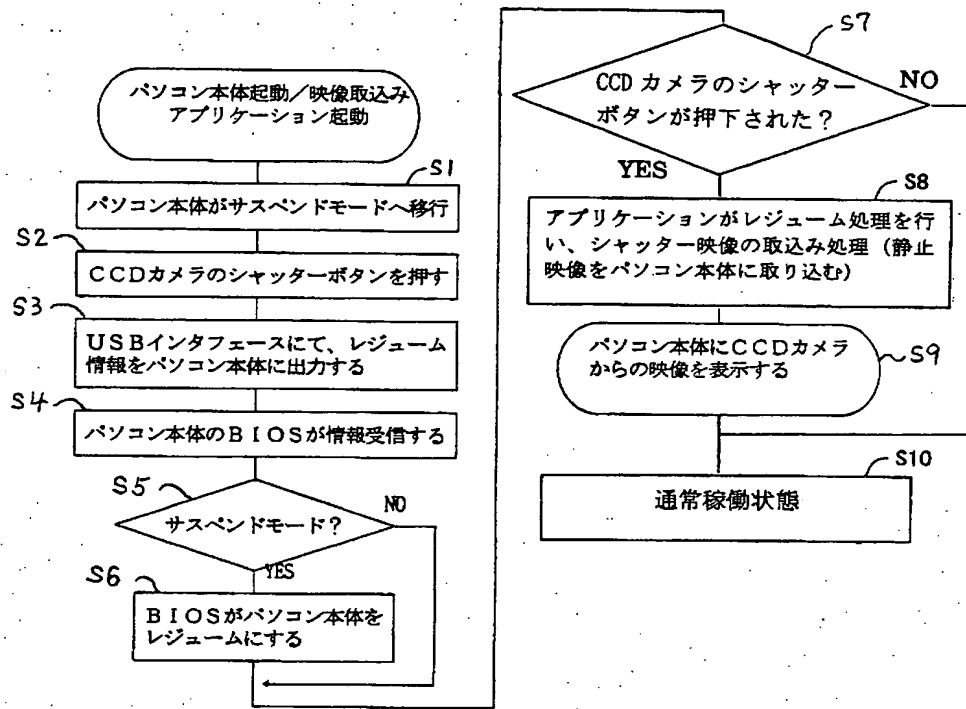 パソコン本体起動／映像取込み
アプリケーション起動
S1
パソコン本体がサスペンドモードへ移行
S2
ＣＣＤカメラのシャッターボタンを押す
S3
ＵＳＢインタフェースにて、レジューム
情報をパソコン本体に出力する
S4
パソコン本体のＢＩＯＳが情報受信する
S5
サスペンドモード？
NO
YES
S6
ＢＩＯＳがパソコン本体を
レジュームにする
S7
CCD カメラのシャッター
ボタンが押下された？
NO
YES
S8
アプリケーションがレジューム処理を行
い、シャッター映像の取込み処理（静止
映像をパソコン本体に取り込む）
パソコン本体にＣＣＤカメラ
からの映像を表示する
S9
S10
通常稼働状態